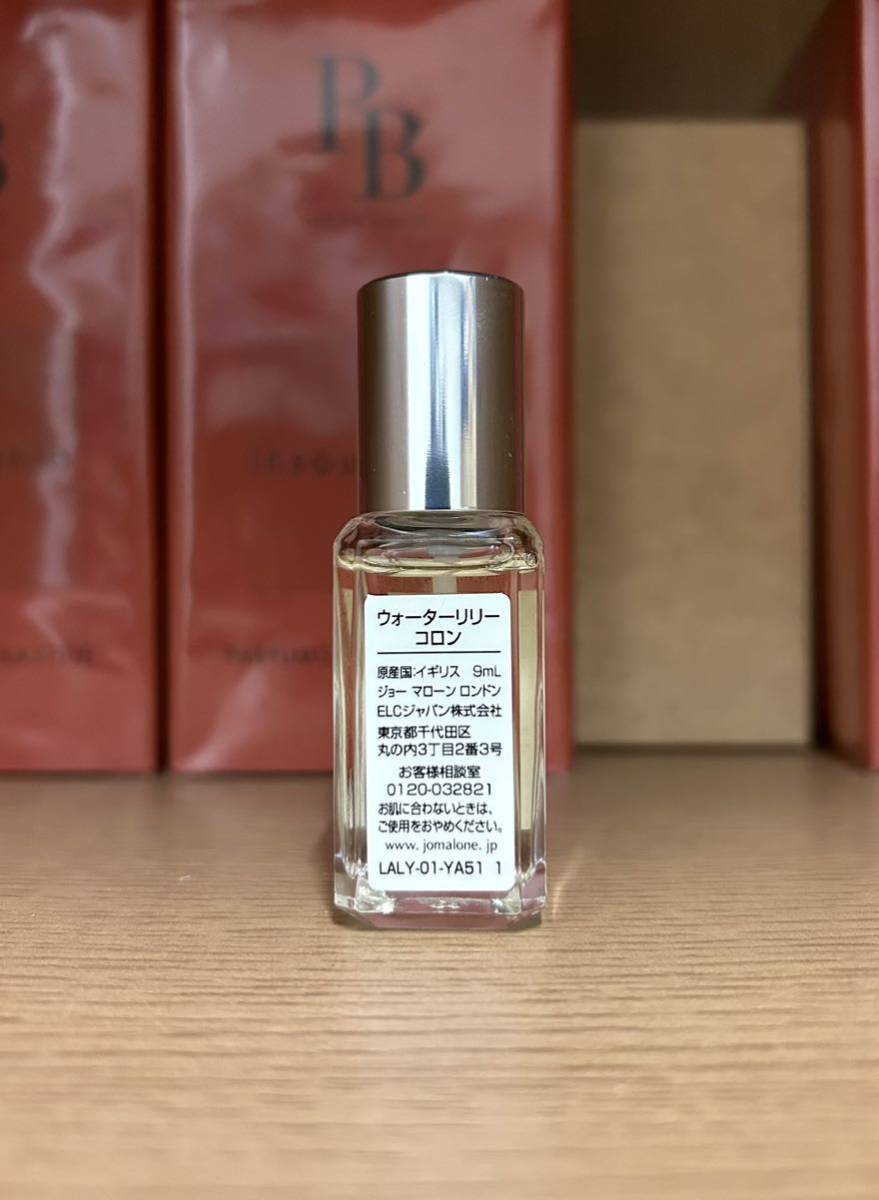 PB
ウォーターリリー
コロン
原産国:イギリス 9mL
ジョー マローン ロンドン
ELCジャパン株式会社
東京都千代田区
丸の内3丁目2番3号
お客様相談室
0120-032821
お肌に合わないときは、
ご使用をおやめください。
www. jomalone. jp
LALY-01-YA51 1